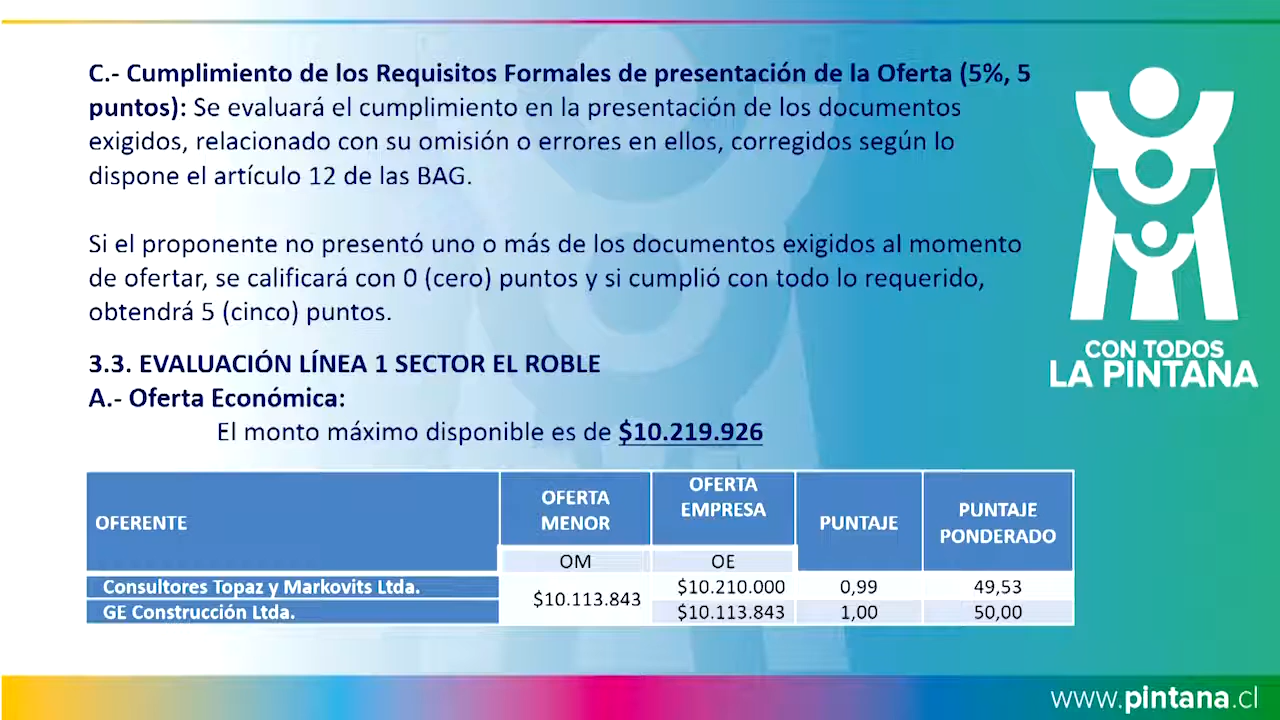 C.- Cumplimiento de los Requisitos Formales de presentación de la Oferta (5%, 5
puntos): Se evaluará el cumplimiento en la presentación de los documentos
exigidos, relacionado con su omisión o errores en ellos, corregidos según lo
dispone el artículo 12 de las BAG.
Si el proponente no presentó uno o más de los documentos exigidos al momento
de ofertar, se calificará con 0 (cero) puntos y si cumplió con todo lo requerido,
obtendrá 5 (cinco) puntos.
3.3. EVALUACIÓN LÍNEA 1 SECTOR EL ROBLE
A.- Oferta Económica:
El monto máximo disponible es de $10.219.926
OFERENTE
OFERTA
MENOR
OFERTA
EMPRESA
PUNTAJE
PUNTAJE
PONDERADO
OM
OE
Consultores Topaz y Markovits Ltda.
$10.113.843
$10.210.000
0,99
49,53
GE Construcción Ltda.
$10.113.843
1,00
50,00
CON TODOS
LA PINTANA
www.pintana.cl